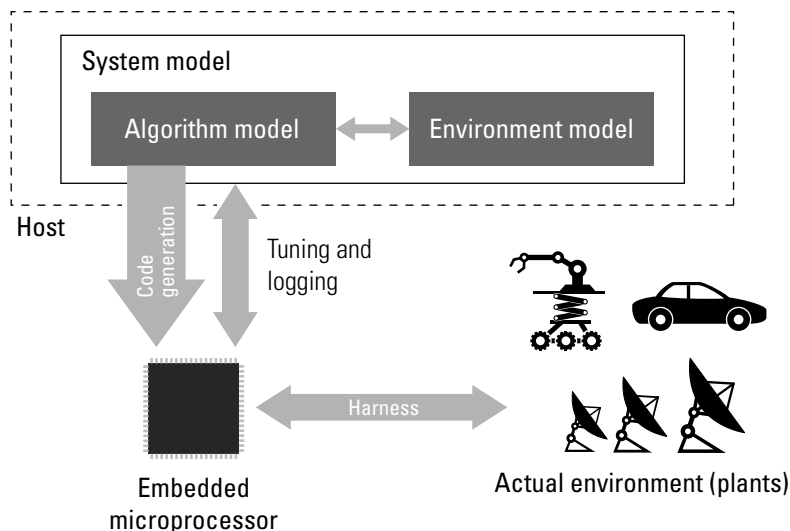 System model
Algorithm model
Environment model
Host
Code
generation
Tuning and
logging
Harness
Embedded
microprocessor
Actual environment (plants)